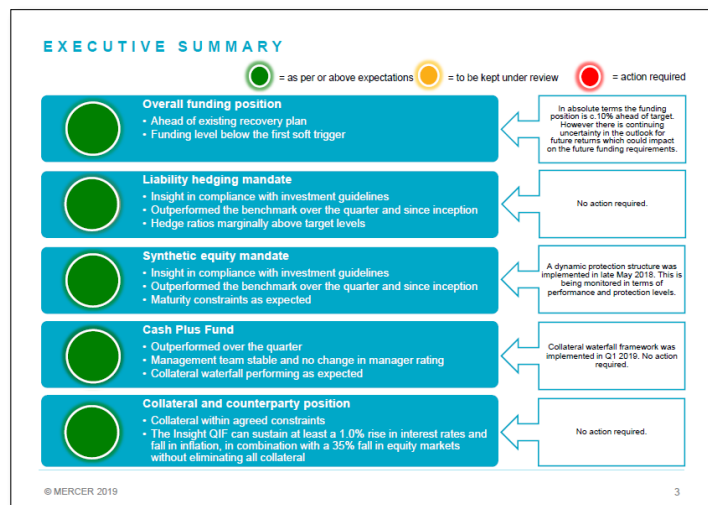 EXECUTIVE SUMMARY
= as per or above expectations
= to be kept under review
= action required
Overall funding position
• Ahead of existing recovery plan
• Funding level below the first soft trigger
In absolute terms the funding
position is c.10% ahead of target.
However there is continuing
uncertainty in the outlook for
future returns which could impact
on the future funding requirements.
Liability hedging mandate
• Insight in compliance with investment guidelines
• Outperformed the benchmark over the quarter and since inception
• Hedge ratios marginally above target levels
No action required.
Synthetic equity mandate
• Insight in compliance with investment guidelines
• Outperformed the benchmark over the quarter and since inception
• Maturity constraints as expected
A dynamic protection structure was
implemented in late May 2018. This is
being monitored in terms of
performance and protection levels.
Cash Plus Fund
• Outperformed over the quarter
• Management team stable and no change in manager rating
• Collateral waterfall performing as expected
Collateral waterfall framework was
implemented in Q1 2019. No action
required.
Collateral and counterparty position
• Collateral within agreed constraints
• The Insight QIF can sustain at least a 1.0% rise in interest rates and
fall in inflation, in combination with a 35% fall in equity markets
without eliminating all collateral
No action required.
© MERCER 2019
3